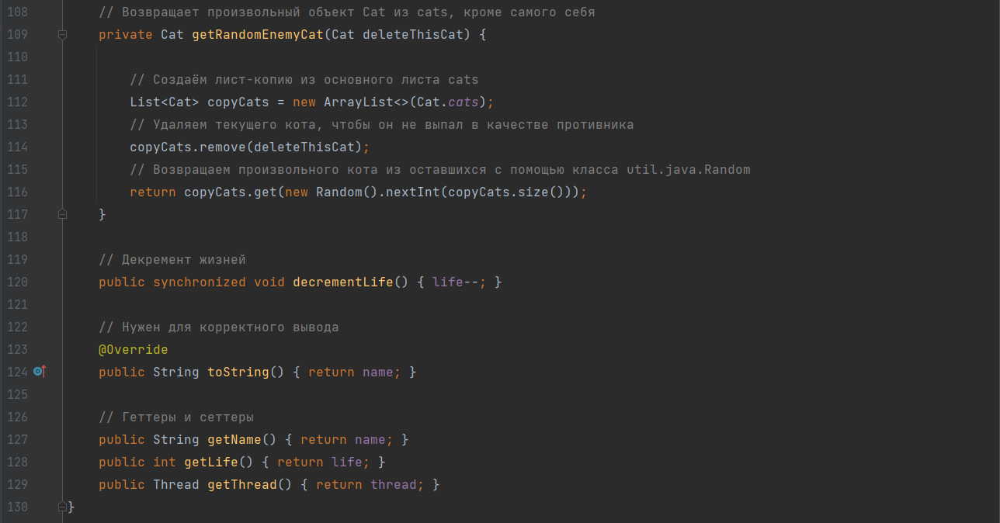 108 // Возвращает произвольный объект Cat из cats, кроме самого себя
109 private Cat getRandomEnemyCat(Cat deleteThisCat) {
110
111 // Создаём лист-копию из основного листа cats
112 List<Cat> copyCats = new ArrayList<>(Cat.cats);
113 // Удаляем текущего кота, чтобы он не выпал в качестве противника
114 copyCats.remove(deleteThisCat);
115 // Возвращаем произвольного кота из оставшихся с помощью класса util.java.Random
116 return copyCats.get(new Random().nextInt(copyCats.size()));
117 }
118
119 // Декремент жизней
120 public synchronized void decrementLife() { life--; }
121
122 // Нужен для корректного вывода
123 @Override
124 public String toString() { return name; }
125
126 // Геттеры и сеттеры
127 public String getName() { return name; }
128 public int getLife() { return life; }
129 public Thread getThread() { return thread; }
130 }